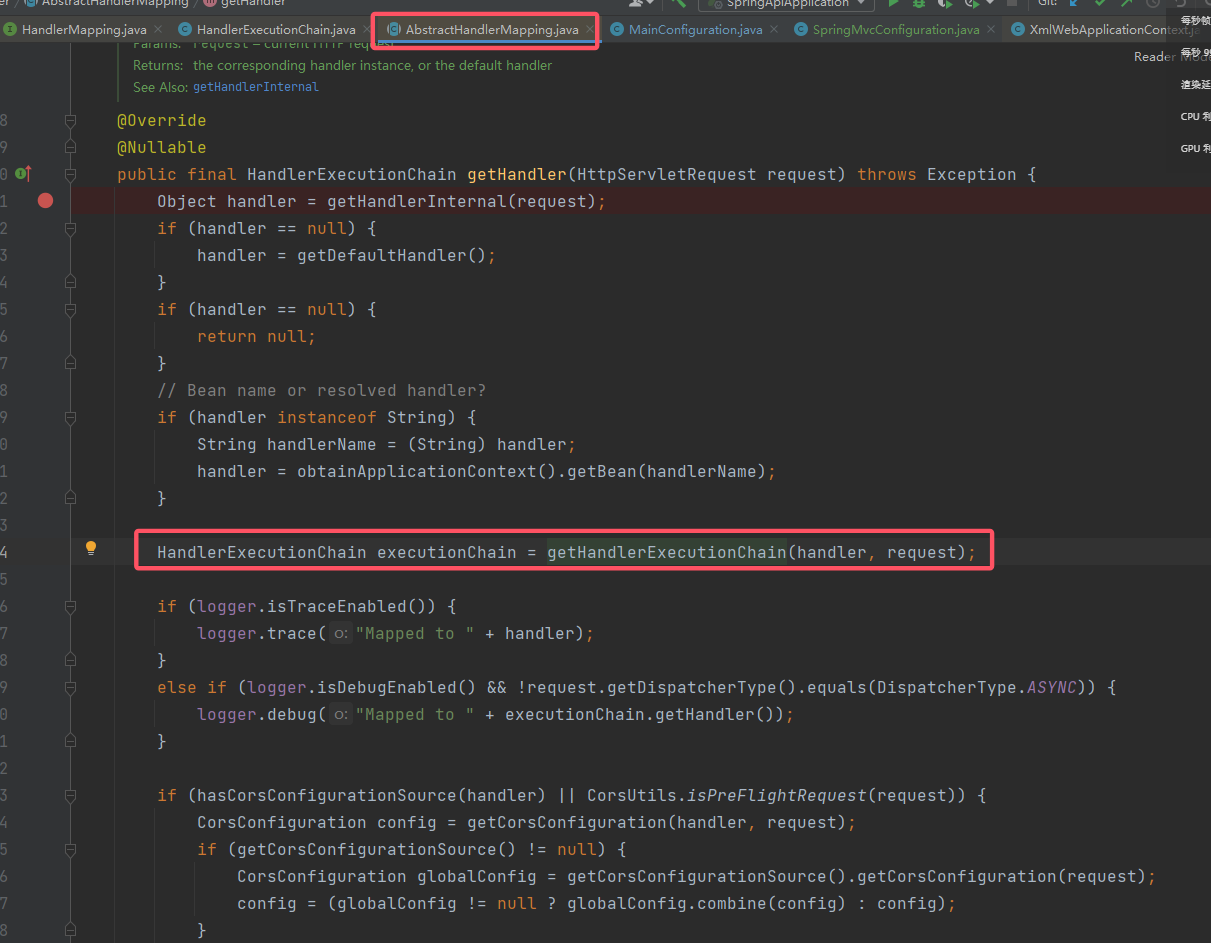 AbstractHandlerMapping getHandler SpringApiApplication Git:
HandlerMapping.java HandlerExecutionChain.java AbstractHandlerMapping.java MainConfiguration.java SpringMvcConfiguration.java XmlWebApplicationContext.ja
每秒帧
Params: request – current HTTP request
Reader Mode
每秒 99
Returns: the corresponding handler instance, or the default handler
See Also: getHandlerInternal
渲染延
CPU 利
GPU 利
8 @Override
9 @Nullable
0 public final HandlerExecutionChain getHandler(HttpServletRequest request) throws Exception {
1 Object handler = getHandlerInternal(request);
2 if (handler == null) {
3 handler = getDefaultHandler();
4 }
5 if (handler == null) {
6 return null;
7 }
8 // Bean name or resolved handler?
9 if (handler instanceof String) {
0 String handlerName = (String) handler;
1 handler = obtainApplicationContext().getBean(handlerName);
2 }
3
4 HandlerExecutionChain executionChain = getHandlerExecutionChain(handler, request);
5
6 if (logger.isTraceEnabled()) {
7 logger.trace( o: "Mapped to " + handler);
8 }
9 else if (logger.isDebugEnabled() && !request.getDispatcherType().equals(DispatcherType.ASYNC)) {
0 logger.debug( o: "Mapped to " + executionChain.getHandler());
1 }
2
3 if (hasCorsConfigurationSource(handler) || CorsUtils.isPreFlightRequest(request)) {
4 CorsConfiguration config = getCorsConfiguration(handler, request);
5 if (getCorsConfigurationSource() != null) {
6 CorsConfiguration globalConfig = getCorsConfigurationSource().getCorsConfiguration(request);
7 config = (globalConfig != null ? globalConfig.combine(config) : config);
8 }